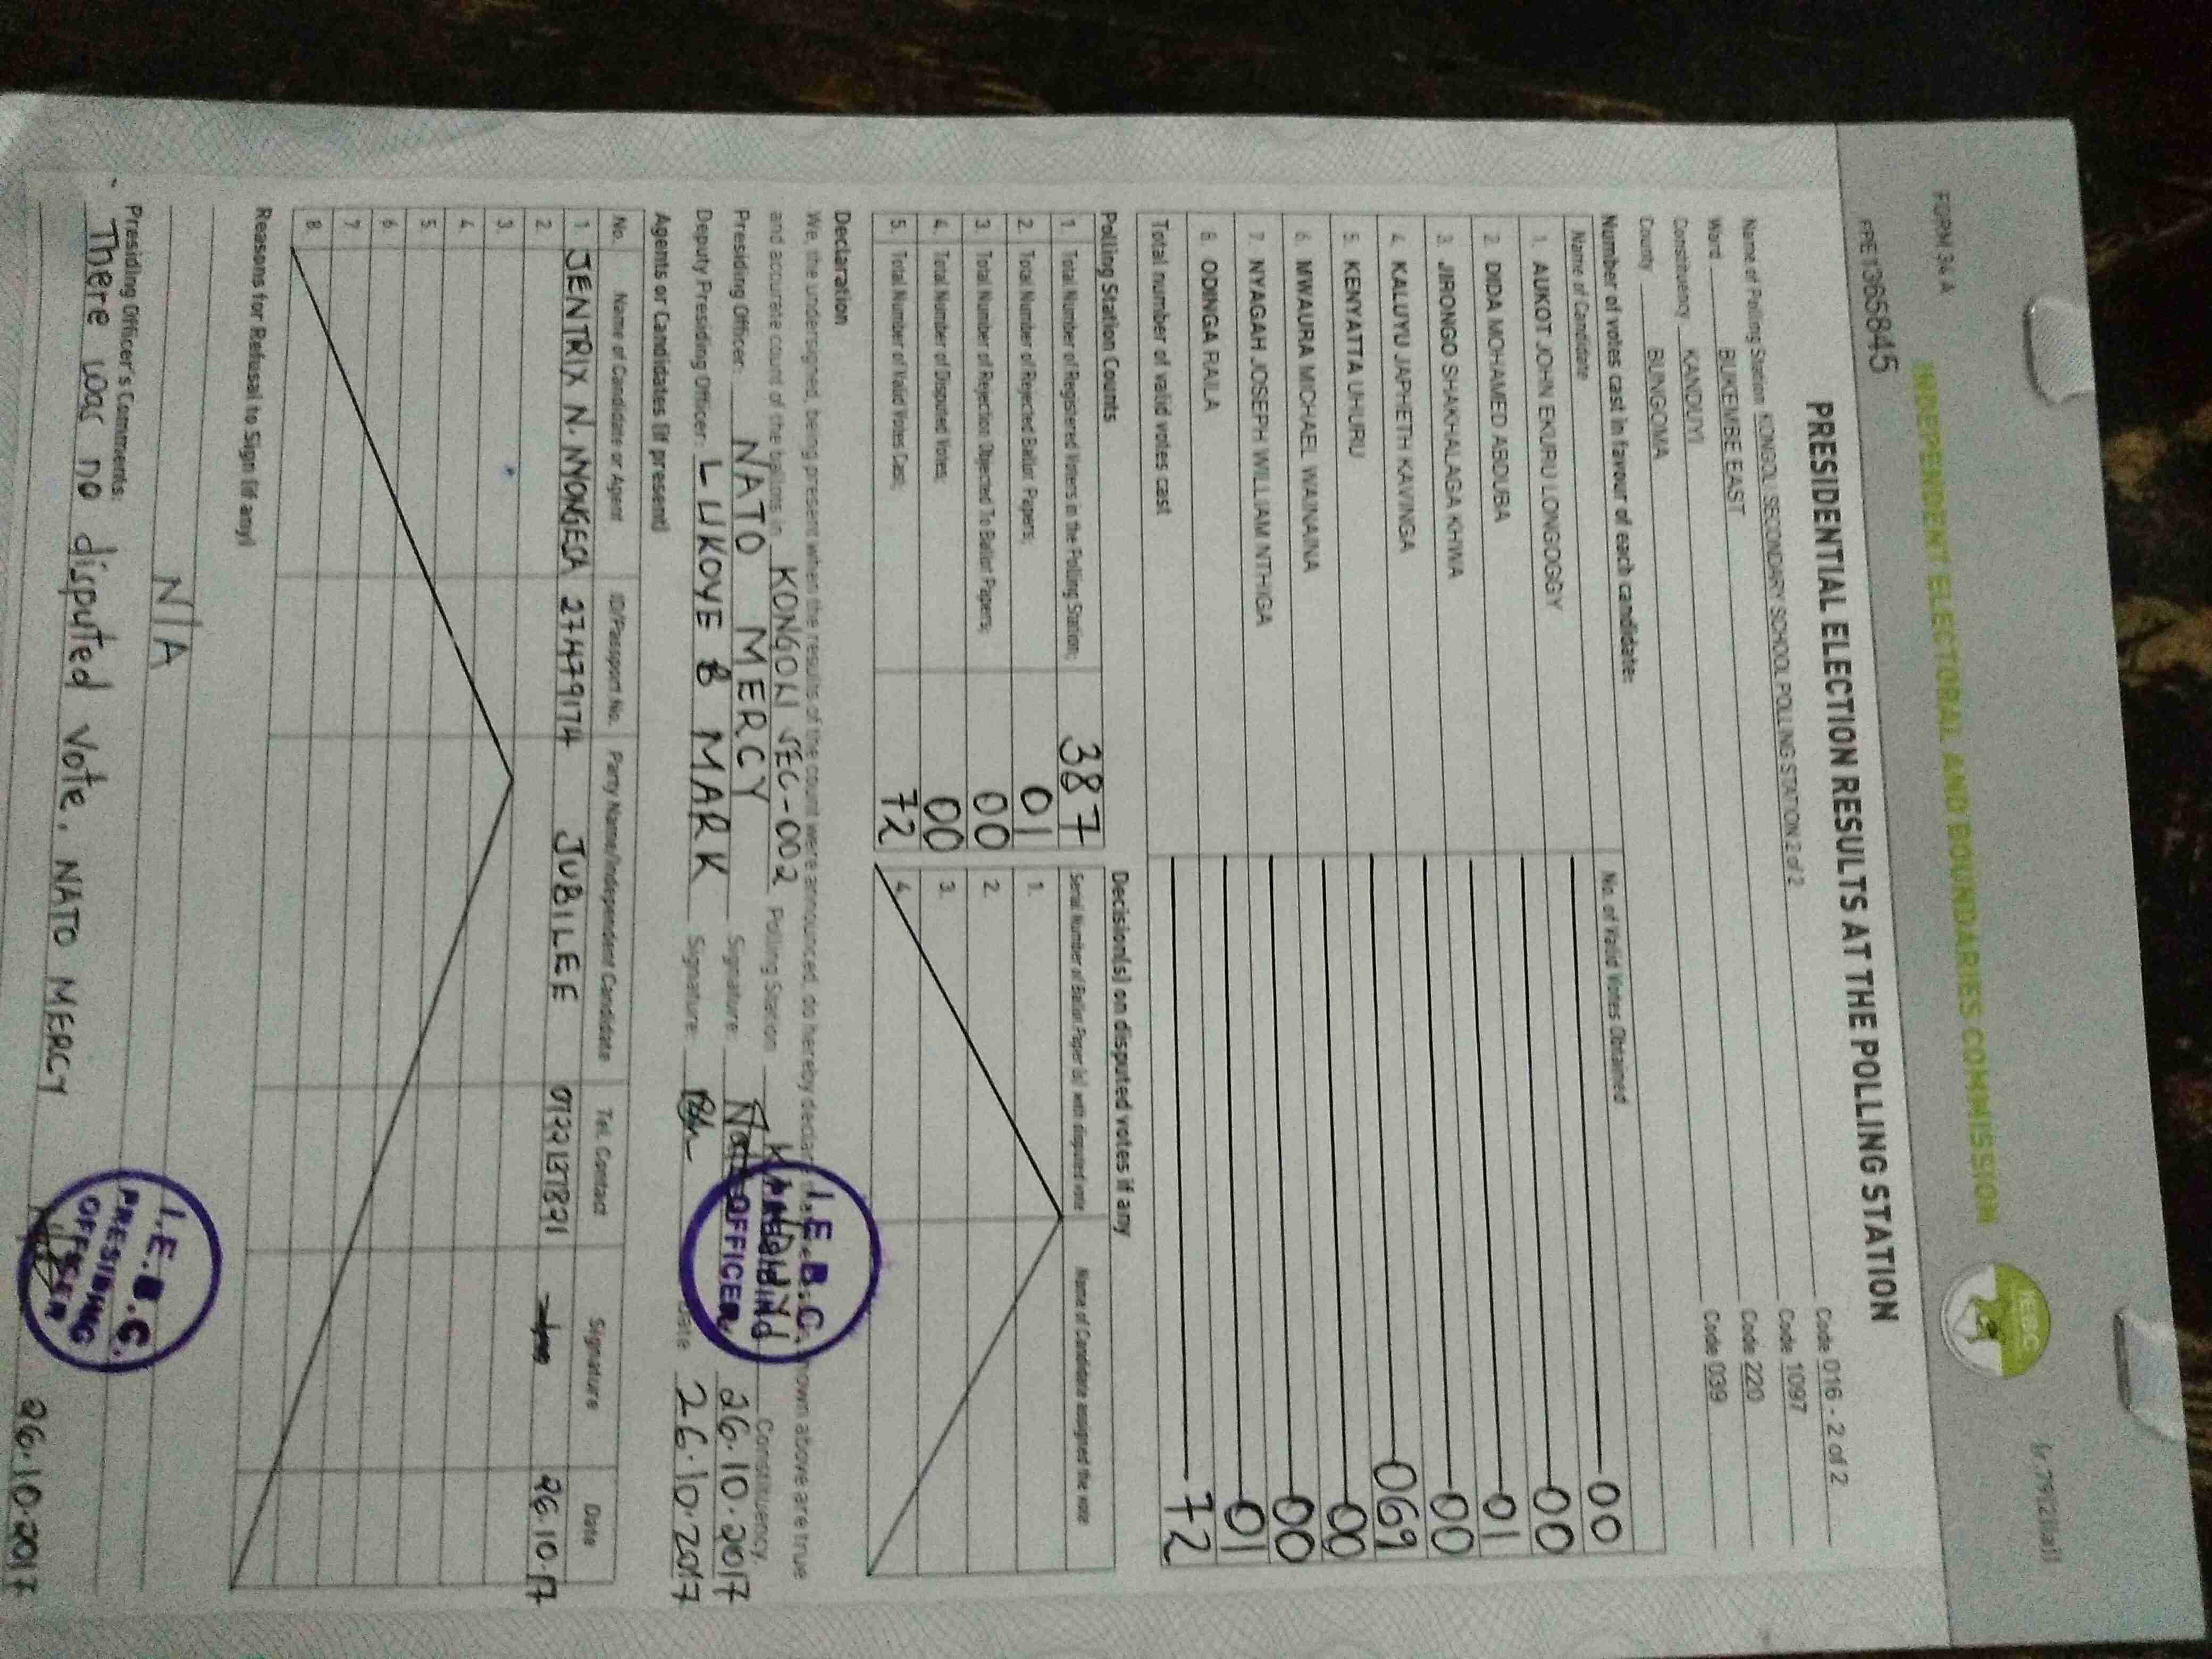 FORM 34 A
INDEPENDENT ELECTORAL AND BOUNDARIES COMMISSION
IEBC
FPE1365845
PRESIDENTIAL ELECTION RESULTS AT THE POLLING STATION
Name of Polling Station KONGOLI SECONDARY SCHOOL POLLING STATION 2 of 2 Code 016 - 2 of 2
Ward BUKEMBE EAST Code 1097
Constituency KANDUYI Code 220
County BUNGOMA Code 039
Number of votes cast in favour of each candidate:
Name of Candidate No. of Valid Votes Obtained
1. AUKOT JOHN EKURU LONGOGGY 00
2. DIDA MOHAMED ABDUBA 00
3. JIRONGO SHAKHALAGA KHWA 01
4. KALUYU JAPHETH KAVINGA 00
5. KENYATTA UHURU 069
6. MWAURA MICHAEL WAINAINA 00
7. NYAGAH JOSEPH WILLIAM NTHIGA 00
8. ODINGA RAILA 01
Total number of valid votes cast 72
Polling Station Counts Decision(s) on disputed votes if any
1 Total Number of Registered Voters in the Polling Station; 387 Serial Number of Ballot Paper (s) with disputed vote Name of Candidate assigned the vote
2. Total Number of Rejected Ballot Papers; 01 1.
3. Total Number of Rejection Objected To Ballot Papers; 00 2.
4. Total Number of Disputed Votes; 00 3.
5. Total Number of Valid Votes Cast; 72 4.
Declaration
We, the undersigned, being present when the results of the count were announced, do hereby declare shown above are true
and accurate count of the ballots in KONGOLI SEC-002 Polling Station KANDUYI Constituency.
Presiding Officer: NATO MERCY Signature: 26.10.2017
Deputy Presiding Officer: LUKOYE B MARK Signature: Date 26.10.2017
I.E.B.C.
PRESIDING
OFFICER
Agents or Candidates (if present)
No. Name of Candidate or Agent ID/Passport No. Party Name/Independent Candidate Tel. Contact Signature Date
1. JENTRIX N. NYONGESA 27479174 JUBILEE 0722137821 26.10.17
2
3.
4
5.
6.
7
8
Reasons for Refusal to Sign (if any)
N/A
Presiding Officer's Comments:
There was no disputed vote. NATO MERCY 26.10.2017
I.E.B.C.
PRESIDING
OFFICER